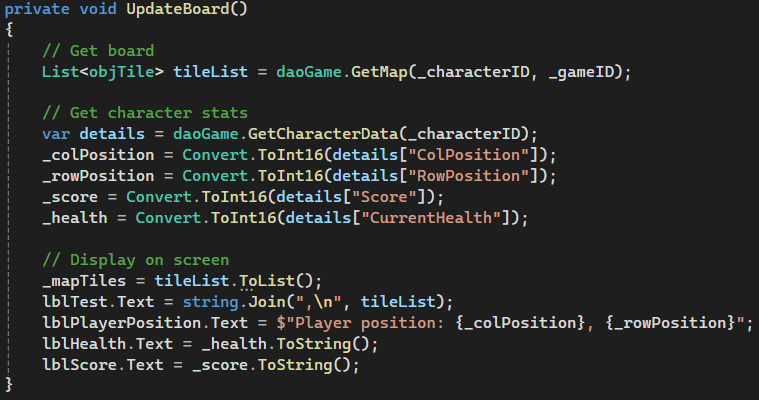 private void UpdateBoard()
{
    // Get board
    List<objTile> tileList = daoGame.GetMap(_characterID, _gameID);

    // Get character stats
    var details = daoGame.GetCharacterData(_characterID);
    _colPosition = Convert.ToInt16(details["ColPosition"]);
    _rowPosition = Convert.ToInt16(details["RowPosition"]);
    _score = Convert.ToInt16(details["Score"]);
    _health = Convert.ToInt16(details["CurrentHealth"]);

    // Display on screen
    _mapTiles = tileList.ToList();
    lblTest.Text = string.Join(",\n", tileList);
    lblPlayerPosition.Text = $"Player position: {_colPosition}, {_rowPosition}";
    lblHealth.Text = _health.ToString();
    lblScore.Text = _score.ToString();
}